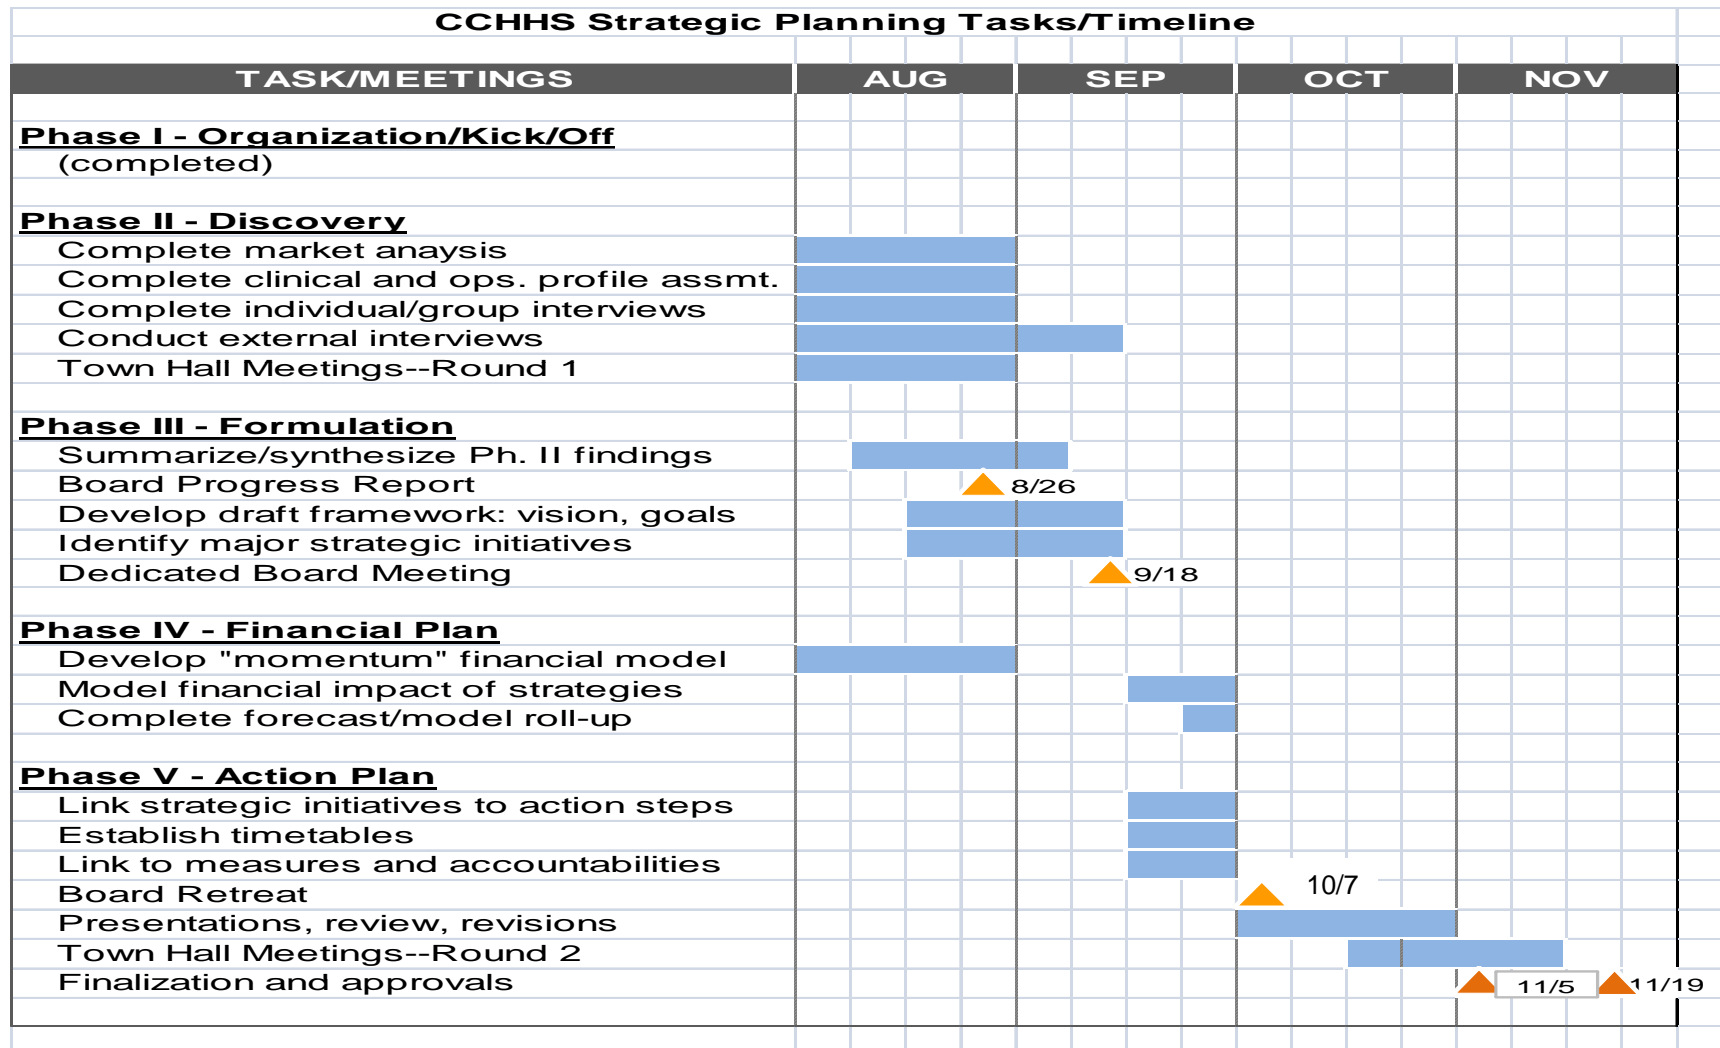 CCHHS Strategic Planning Tasks/Timeline
TASK/MEETINGS AUG SEP OCT NOV
Phase I - Organization/Kick/Off
(completed)
Phase II - Discovery
Complete market anaysis
Complete clinical and ops. profile assmt.
Complete individual/group interviews
Conduct external interviews
Town Hall Meetings--Round 1
Phase III - Formulation
Summarize/synthesize Ph. II findings
Board Progress Report 8/26
Develop draft framework: vision, goals
Identify major strategic initiatives
Dedicated Board Meeting 9/18
Phase IV - Financial Plan
Develop "momentum" financial model
Model financial impact of strategies
Complete forecast/model roll-up
Phase V - Action Plan
Link strategic initiatives to action steps
Establish timetables
Link to measures and accountabilities
Board Retreat 10/7
Presentations, review, revisions
Town Hall Meetings--Round 2
Finalization and approvals 11/5 11/19